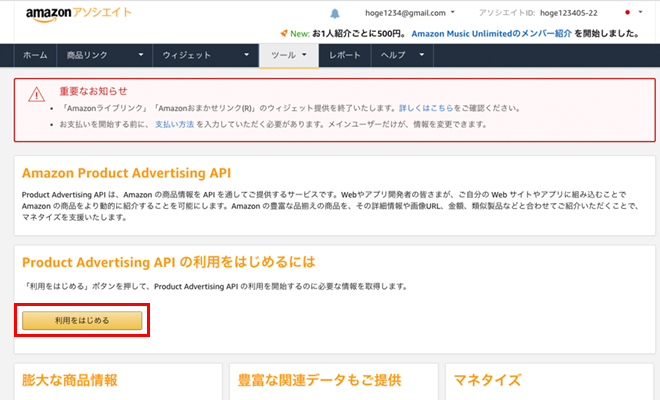 amazonアソシエイト
hoge1234@gmail.com アソシエイトID: hoge123405-22
New: お1人紹介ごとに500円。 Amazon Music Unlimitedのメンバー紹介 を開始しました。
ホーム 商品リンク ウィジェット ツール レポート ヘルプ
重要なお知らせ
• 「Amazonライブリンク」「Amazonおまかせリンク(R)」のウィジェット提供を終了いたします。詳しくはこちらをご確認ください。
• お支払いを開始する前に、 支払い方法 を入力していただく必要があります。メインユーザーだけが、情報を変更できます。
Amazon Product Advertising API
Product Advertising API は、Amazon の商品情報を API を通してご提供するサービスです。Webやアプリ開発者の皆さまが、ご自分の Web サイトやアプリに組み込むことで
Amazon の商品をより動的に紹介することを可能にします。Amazon の豊富な品揃えの商品を、その詳細情報や画像URL、金額、類似製品などと合わせてご紹介いただくことで、
マネタイズを支援いたします。
Product Advertising API の利用をはじめるには
「利用をはじめる」ボタンを押して、Product Advertising API の利用を開始するのに必要な情報を取得します。
利用をはじめる
膨大な商品情報 豊富な関連データもご提供 マネタイズ